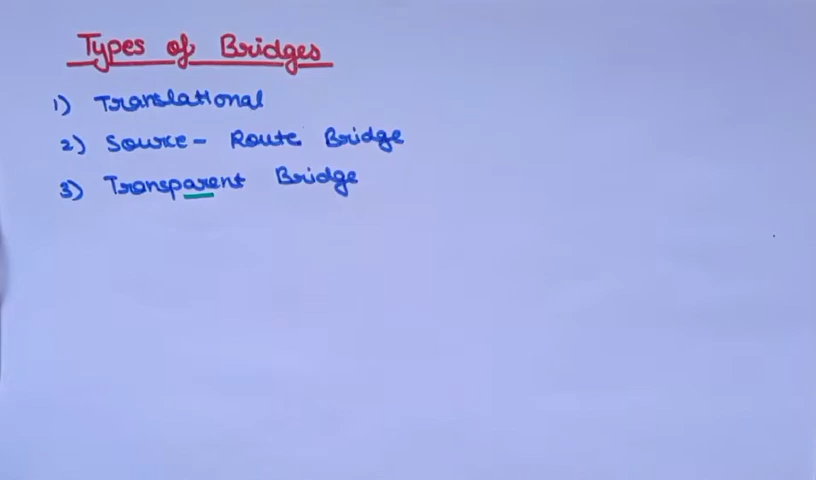 Types of Bridges
1) Translational
2) Source - Route Bridge
3) Transparent Bridge